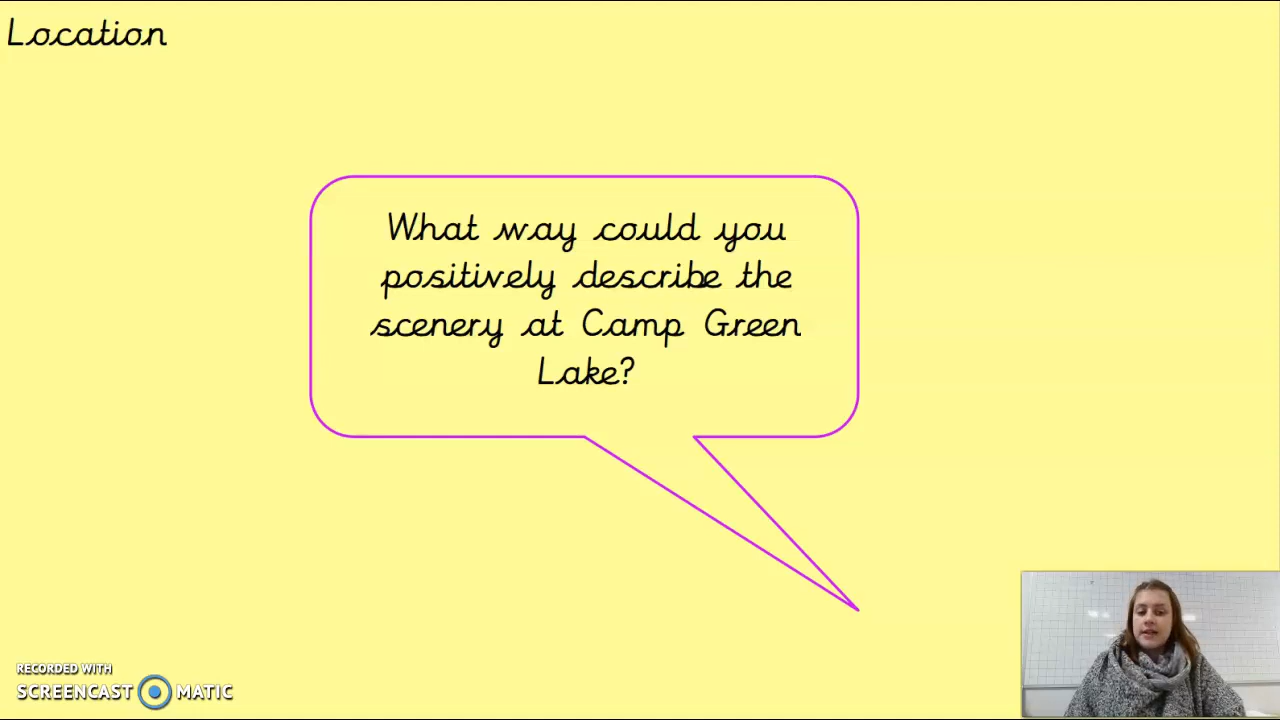 Location
What way could you
positively describe the
scenery at Camp Green
Lake?
RECORDED WITH
SCREENCAST MATIC